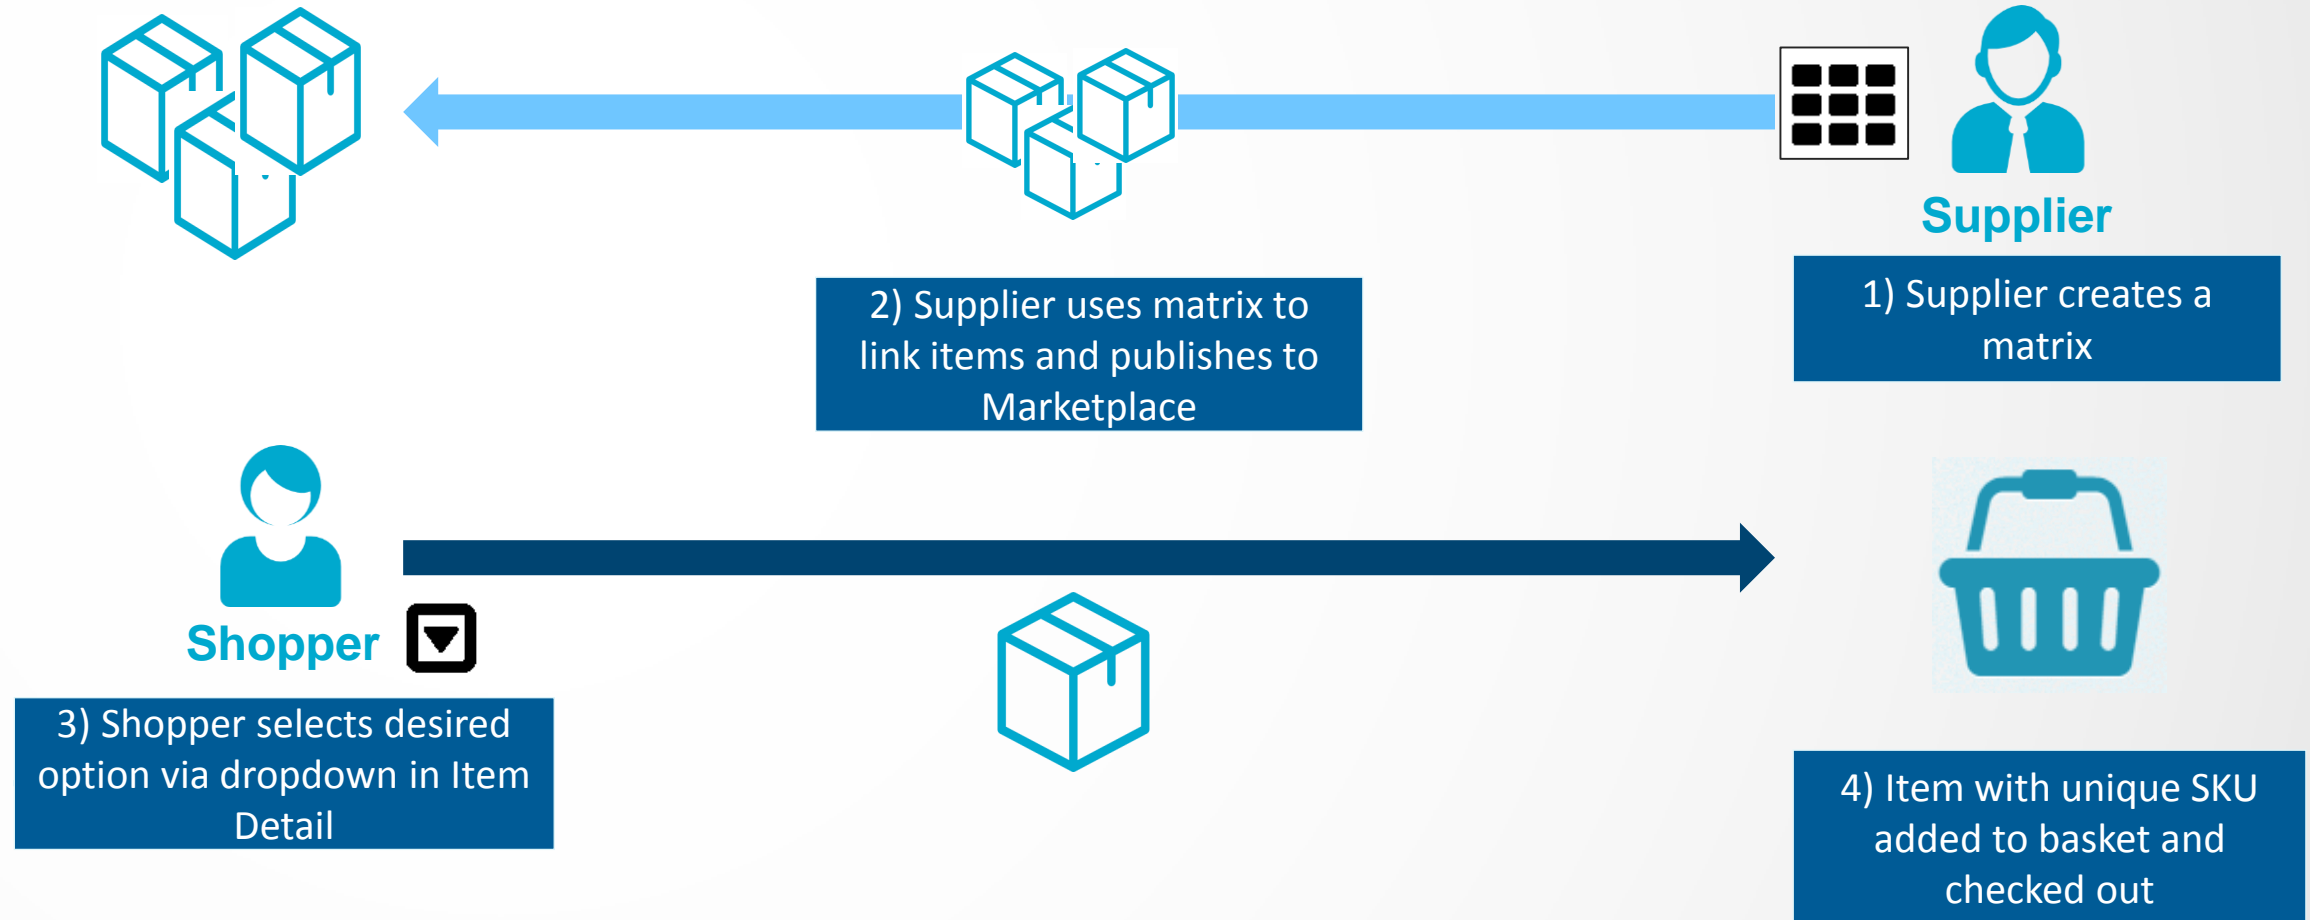 Supplier
1) Supplier creates a
matrix
2) Supplier uses matrix to
link items and publishes to
Marketplace
Shopper
3) Shopper selects desired
option via dropdown in Item
Detail
4) Item with unique SKU
added to basket and
checked out